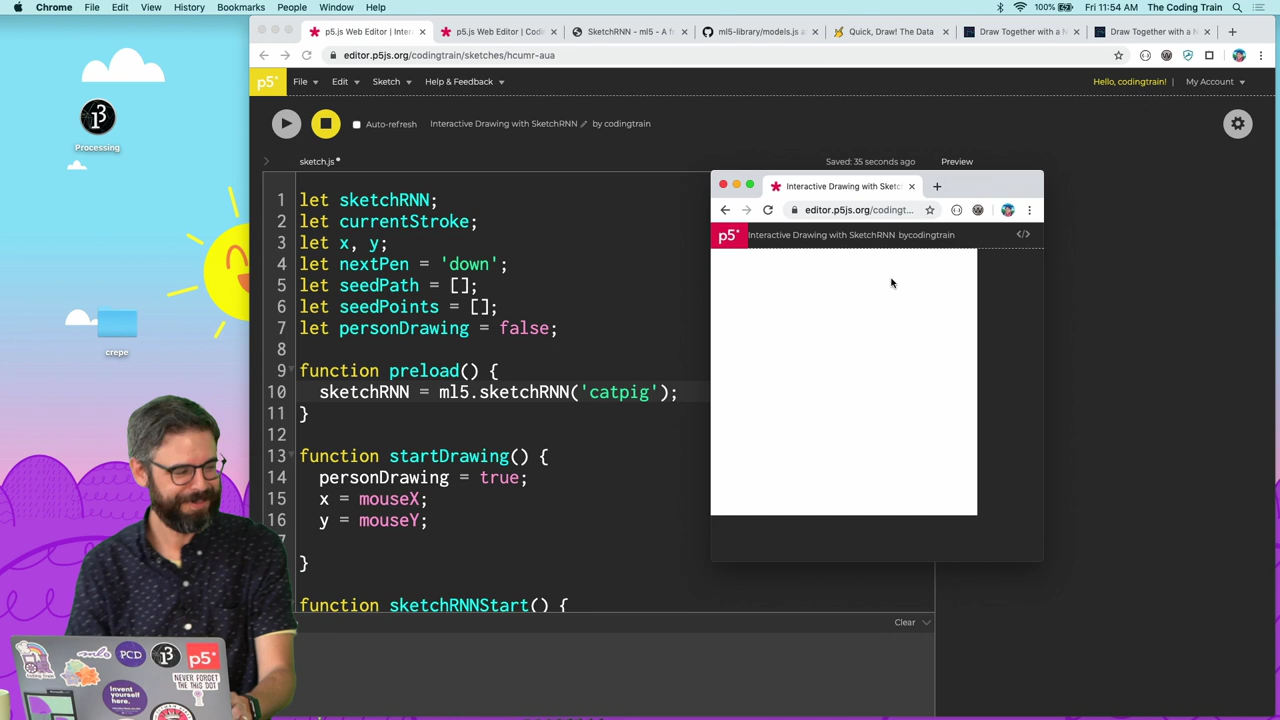 Chrome File Edit View History Bookmarks People Window Help
100% Fri 11:54 AM The Coding Train
p5.js Web Editor | Inter
p5.js Web Editor | Codin
SketchRNN - ml5 - A f
ml5-library/models.js a
Quick, Draw! The Data
Draw Together with a N
Draw Together with a N
editor.p5js.org/codingtrain/sketches/hcumr-aua
p5* File Edit Sketch Help & Feedback
Hello, codingtrain! | My Account
Auto-refresh
Interactive Drawing with SketchRNN by codingtrain
sketch.js
Saved: 35 seconds ago
Preview
1 let sketchRNN;
2 let currentStroke;
3 let x, y;
4 let nextPen = 'down';
5 let seedPath = [];
6 let seedPoints = [];
7 let personDrawing = false;
8
9 function preload() {
10 sketchRNN = ml5.sketchRNN('catpig');
11 }
12
13 function startDrawing() {
14 personDrawing = true;
15 x = mouseX;
16 y = mouseY;
7
}
function sketchRNNStart() {
Clear
Interactive Drawing with Sketc
editor.p5js.org/codingt...
p5* Interactive Drawing with SketchRNN bycodingtrain
</>
Processing
crepe
ml5
PCD
p5*
NEVER FORGET
THE THIS DOT
Invent
yourself
here.